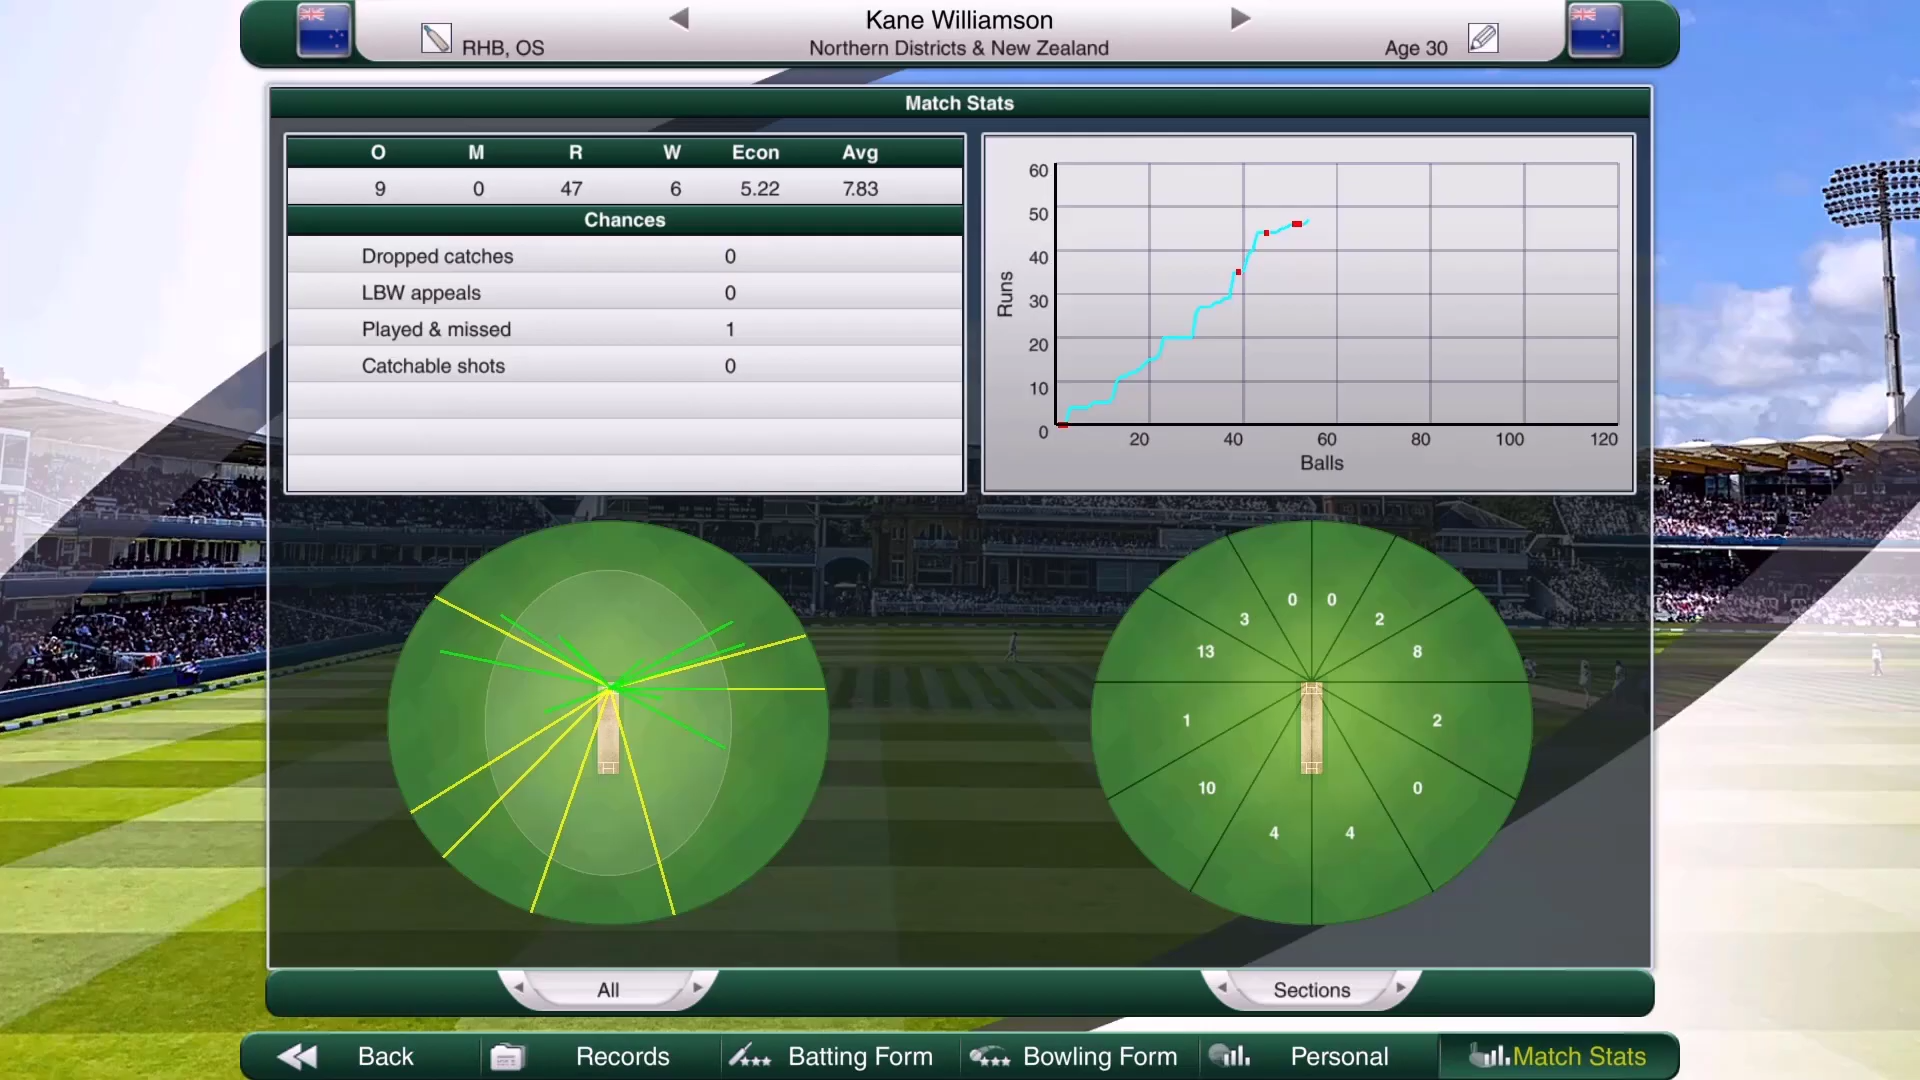 Kane Williamson
RHB, OS
Northern Districts & New Zealand
Age 30
Match Stats
O M R W Econ Avg
9 0 47 6 5.22 7.83
Chances
Dropped catches 0
LBW appeals 0
Played & missed 1
Catchable shots 0
60
50
40
30
20
10
0
Runs
20 40 60 80 100 120
Balls
0 0
3 2
13 8
1 2
10 0
4 4
All
Sections
Back Records Batting Form Bowling Form Personal Match Stats